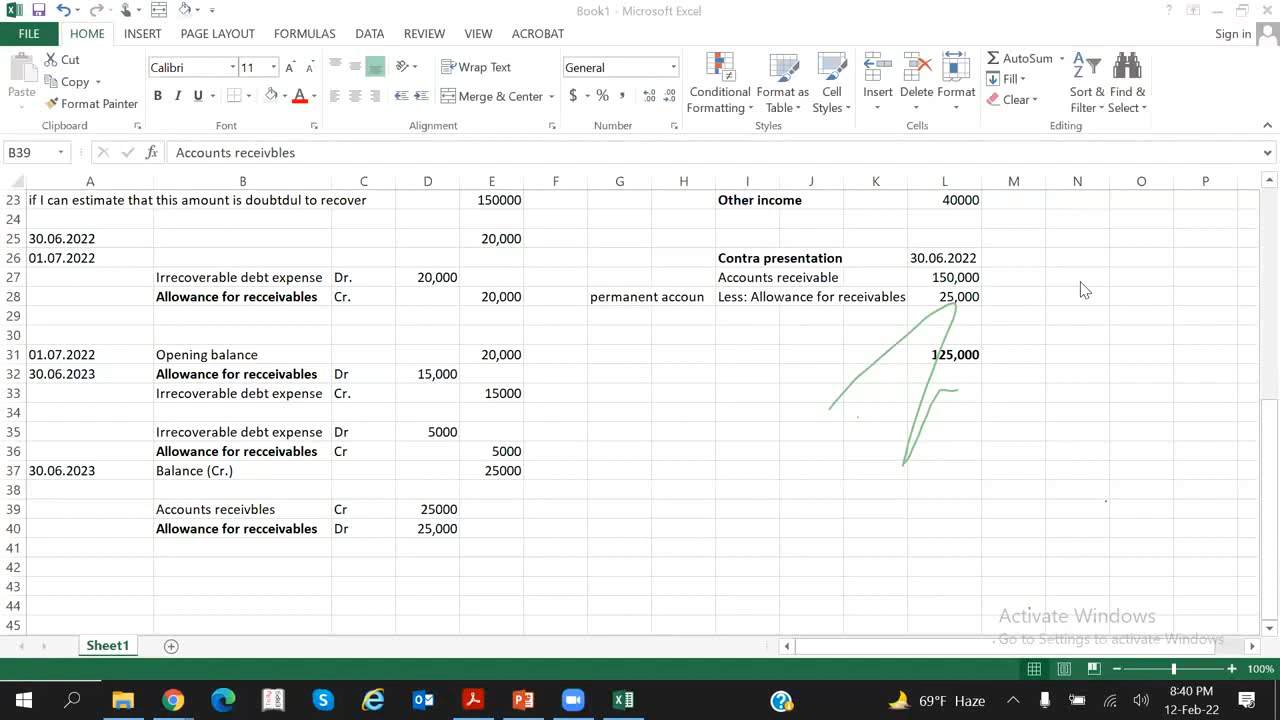 Book1 - Microsoft Excel
FILE HOME INSERT PAGE LAYOUT FORMULAS DATA REVIEW VIEW ACROBAT Sign in
Paste Cut Copy Format Painter
Calibri 11 Wrap Text General
B I U Merge & Center $ % ,
Conditional Formatting Format as Table Cell Styles Insert Delete Format
AutoSum Fill Clear Sort & Filter Find & Select
Clipboard Font Alignment Number Styles Cells Editing
B39 fx Accounts receivbles
A B C D E F G H I J K L M N O P
23 if I can estimate that this amount is doubtdul to recover 150000 Other income 40000
24
25 30.06.2022 20,000
26 01.07.2022 Contra presentation 30.06.2022
27 Irrecoverable debt expense Dr. 20,000 Accounts receivable 150,000
28 Allowance for recceivables Cr. 20,000 permanent accoun Less: Allowance for receivables 25,000
29
30
31 01.07.2022 Opening balance 20,000 125,000
32 30.06.2023 Allowance for recceivables Dr 15,000
33 Irrecoverable debt expense Cr. 15000
34
35 Irrecoverable debt expense Dr 5000
36 Allowance for recceivables Cr 5000
37 30.06.2023 Balance (Cr.) 25000
38
39 Accounts receivbles Cr 25000
40 Allowance for recceivables Dr 25,000
41
42
43
44
45
Activate Windows
Go to Settings to activate Windows.
Sheet1
100%
69°F Haze 8:40 PM
12-Feb-22